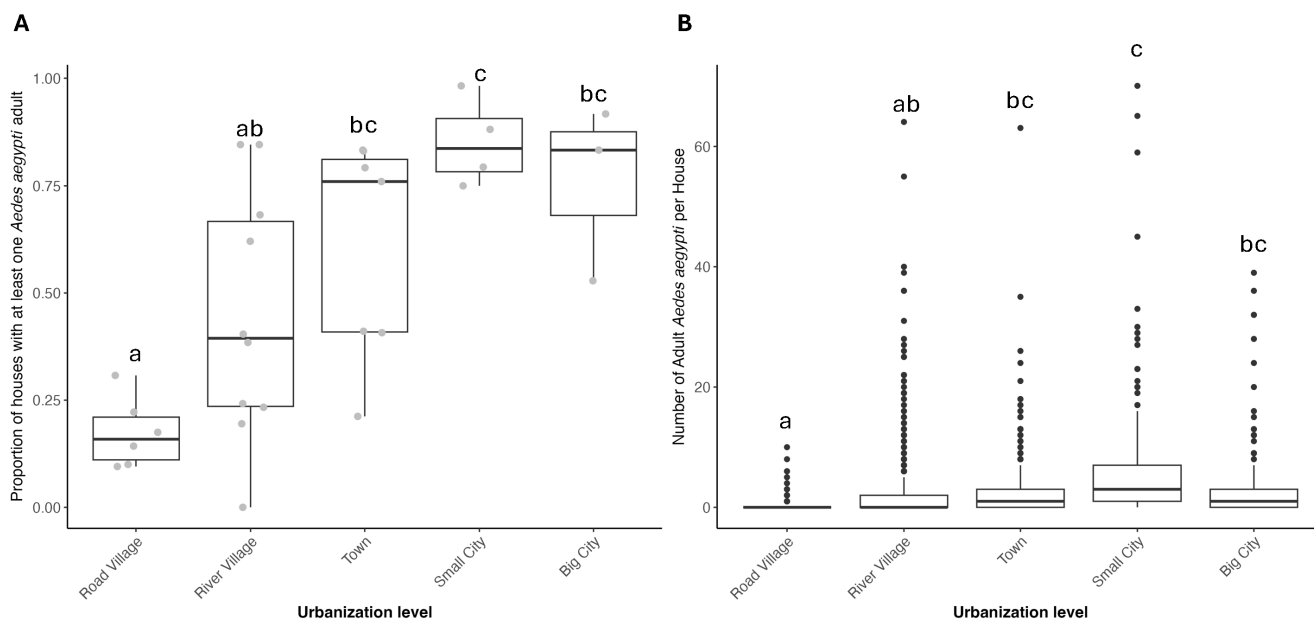 A
Proportion of houses with at least one Aedes aegypti adult
1.00
0.75
0.50
0.25
0.00
a
ab
bc
c
bc
Road Village
River Village
Town
Small City
Big City
Urbanization level
B
Number of Adult Aedes aegypti per House
60
40
20
0
a
ab
bc
c
bc
Road Village
River Village
Town
Small City
Big City
Urbanization level